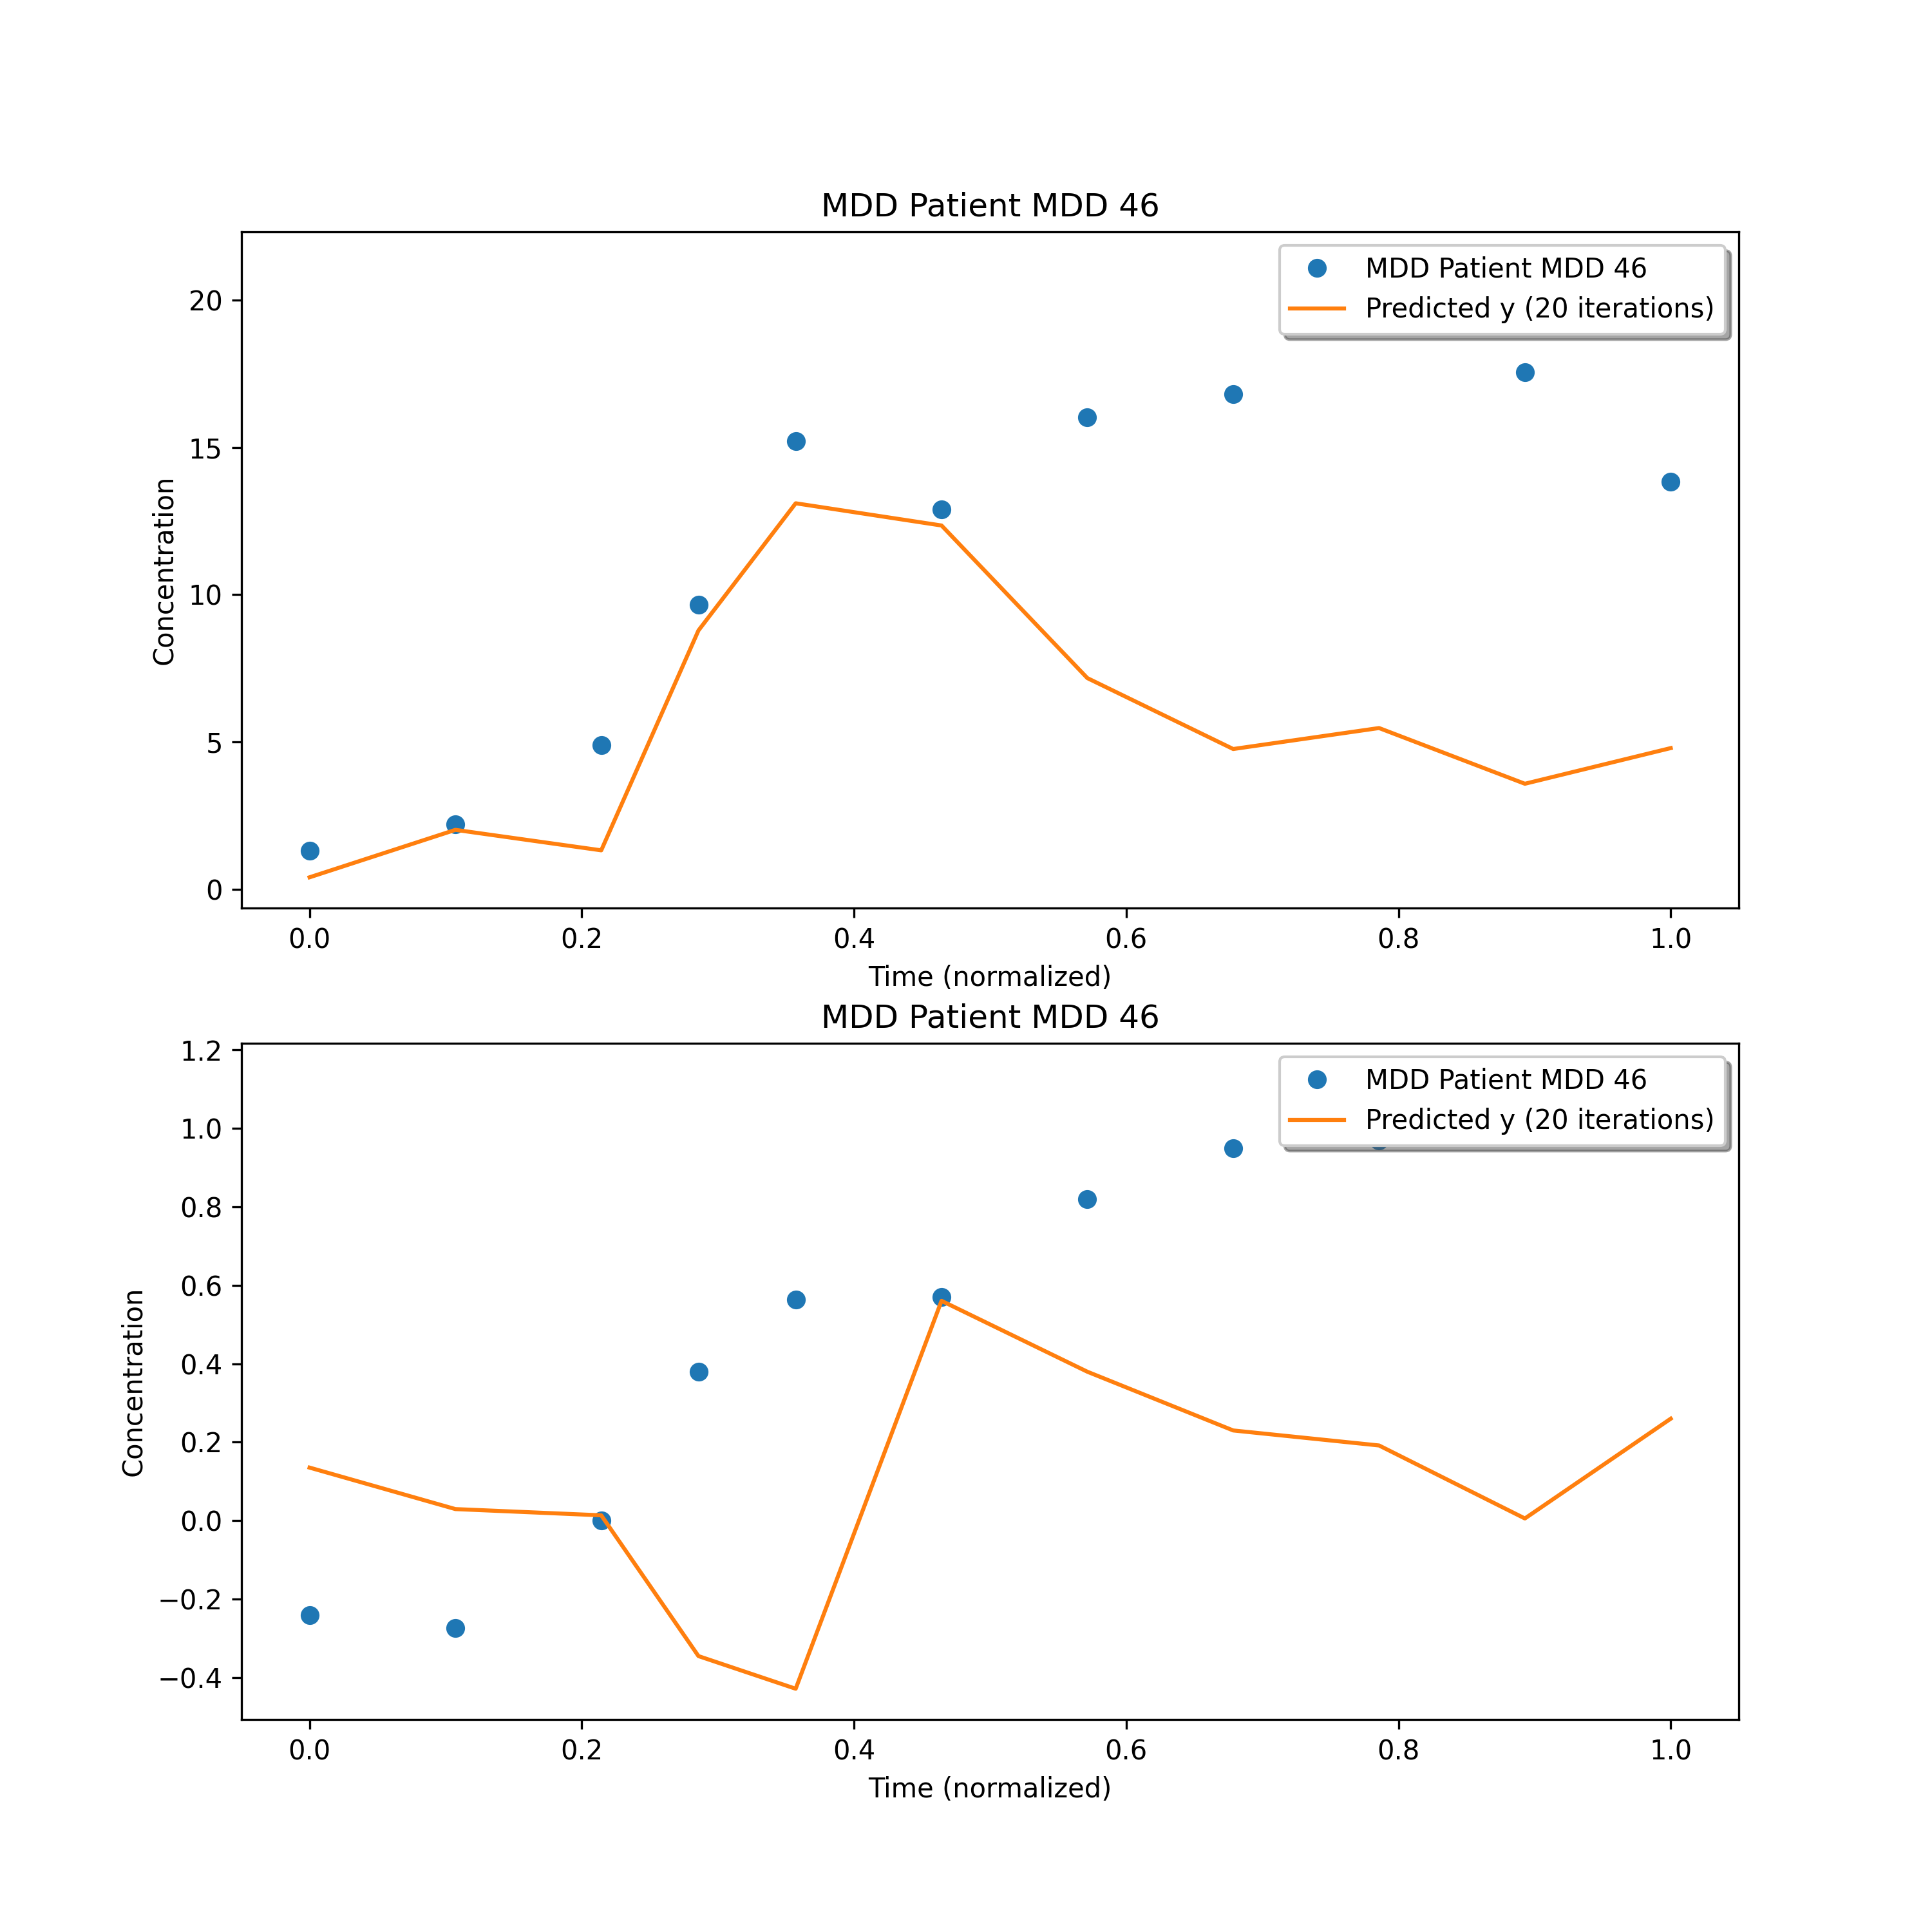 MDD Patient MDD 46
MDD Patient MDD 46
Predicted y (20 iterations)
20
15
10
5
0
Concentration
0.0 0.2 0.4 0.6 0.8 1.0
Time (normalized)
MDD Patient MDD 46
MDD Patient MDD 46
Predicted y (20 iterations)
1.2
1.0
0.8
0.6
0.4
0.2
0.0
−0.2
−0.4
Concentration
0.0 0.2 0.4 0.6 0.8 1.0
Time (normalized)